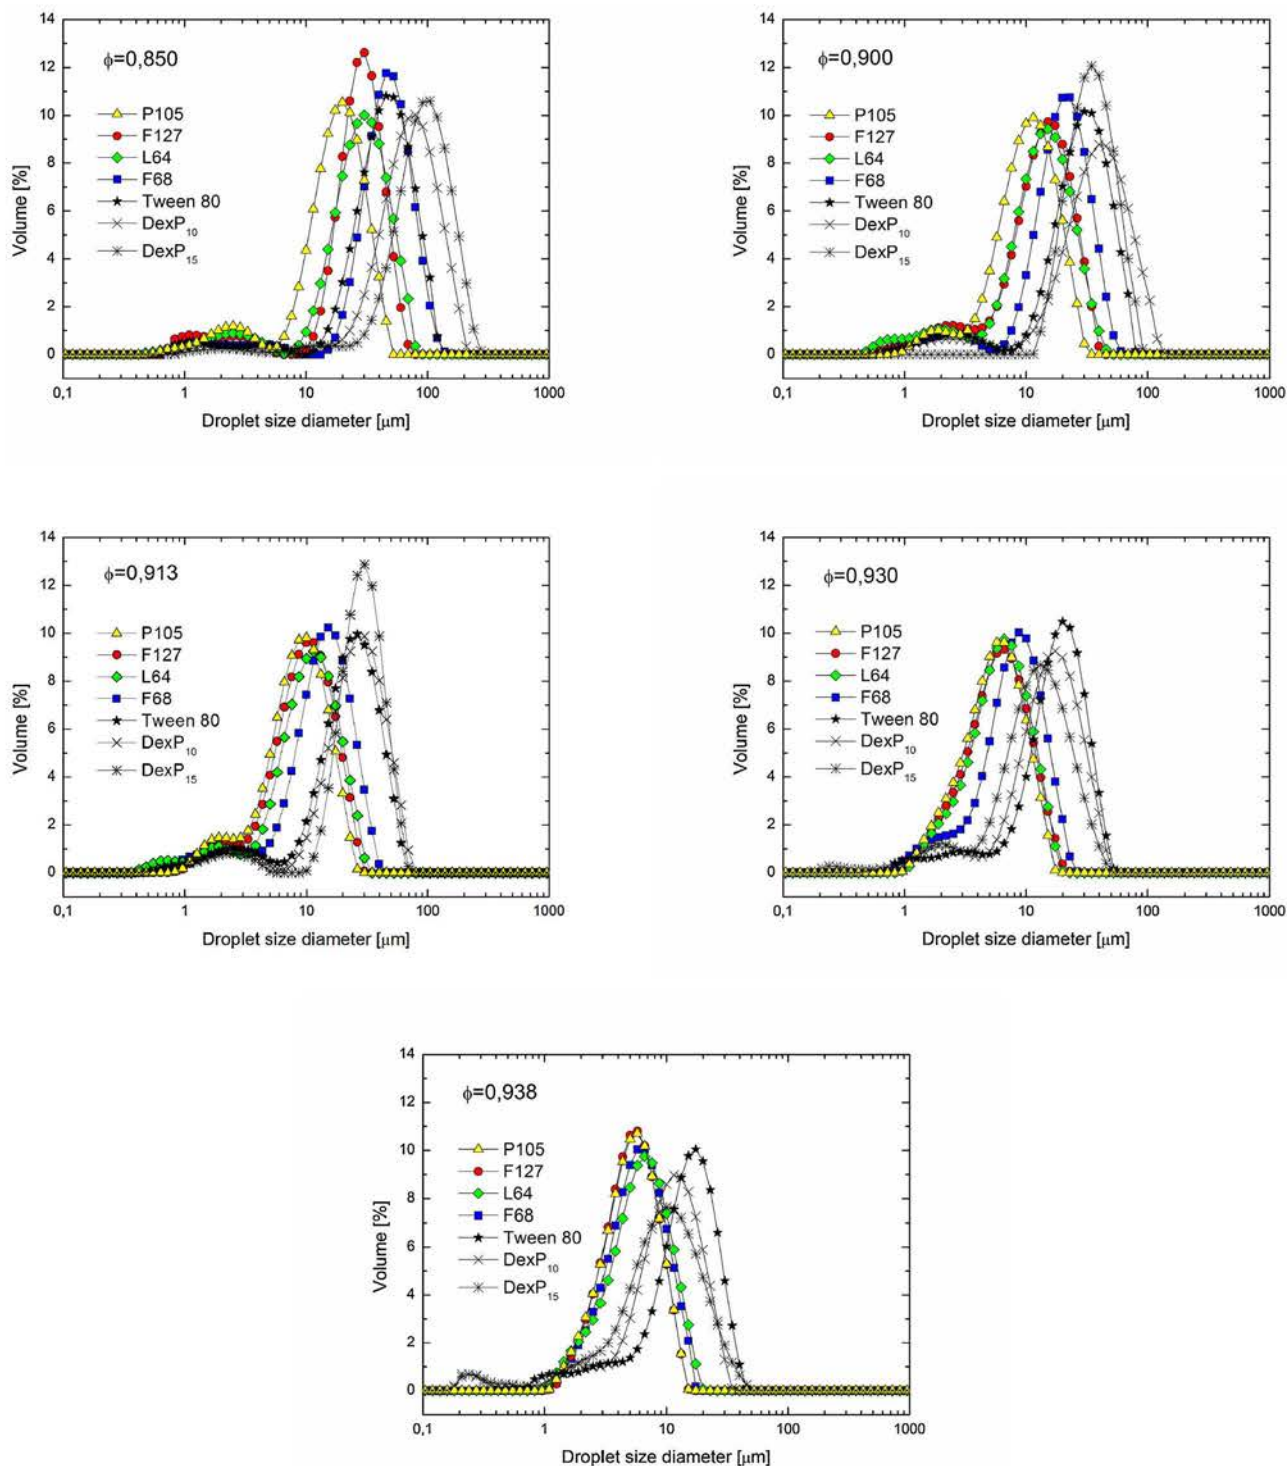 14
12
10
8
6
4
2
0
Volume [%]
ϕ=0,850
P105
F127
L64
F68
Tween 80
DexP10
DexP15
0,1 1 10 100 1000
Droplet size diameter [μm]
14
12
10
8
6
4
2
0
Volume [%]
ϕ=0,900
P105
F127
L64
F68
Tween 80
DexP10
DexP15
0,1 1 10 100 1000
Droplet size diameter [μm]
14
12
10
8
6
4
2
0
Volume [%]
ϕ=0,913
P105
F127
L64
F68
Tween 80
DexP10
DexP15
0,1 1 10 100 1000
Droplet size diameter [μm]
14
12
10
8
6
4
2
0
Volume [%]
ϕ=0,930
P105
F127
L64
F68
Tween 80
DexP10
DexP15
0,1 1 10 100 1000
Droplet size diameter [μm]
14
12
10
8
6
4
2
0
Volume [%]
ϕ=0,938
P105
F127
L64
F68
Tween 80
DexP10
DexP15
0,1 1 10 100 1000
Droplet size diameter [μm]